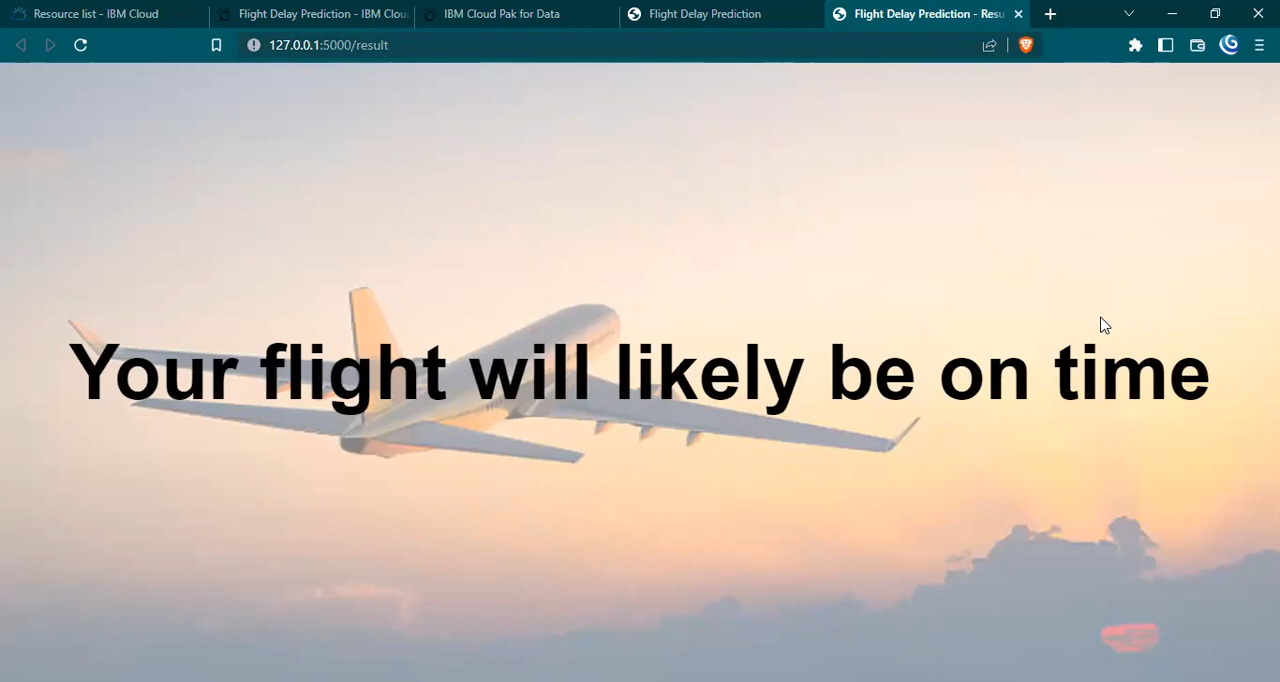 Resource list - IBM Cloud
Flight Delay Prediction - IBM Clou
IBM Cloud Pak for Data
Flight Delay Prediction
Flight Delay Prediction - Resu
127.0.0.1:5000/result
Your flight will likely be on time